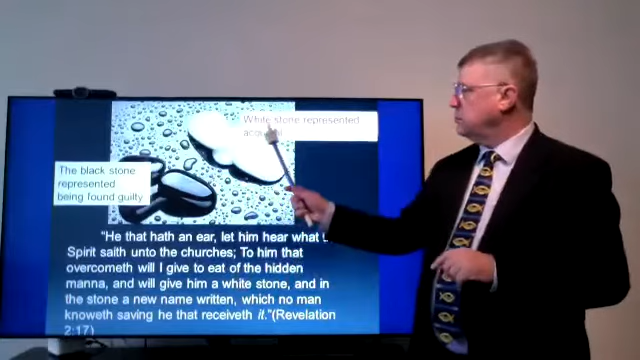 White stone represented
acquittal
The black stone
represented
being found guilty
"He that hath an ear, let him hear what
Spirit saith unto the churches; To him that
overcometh will I give to eat of the hidden
manna, and will give him a white stone, and in
the stone a new name written, which no man
knoweth saving he that receiveth it."(Revelation
2:17)